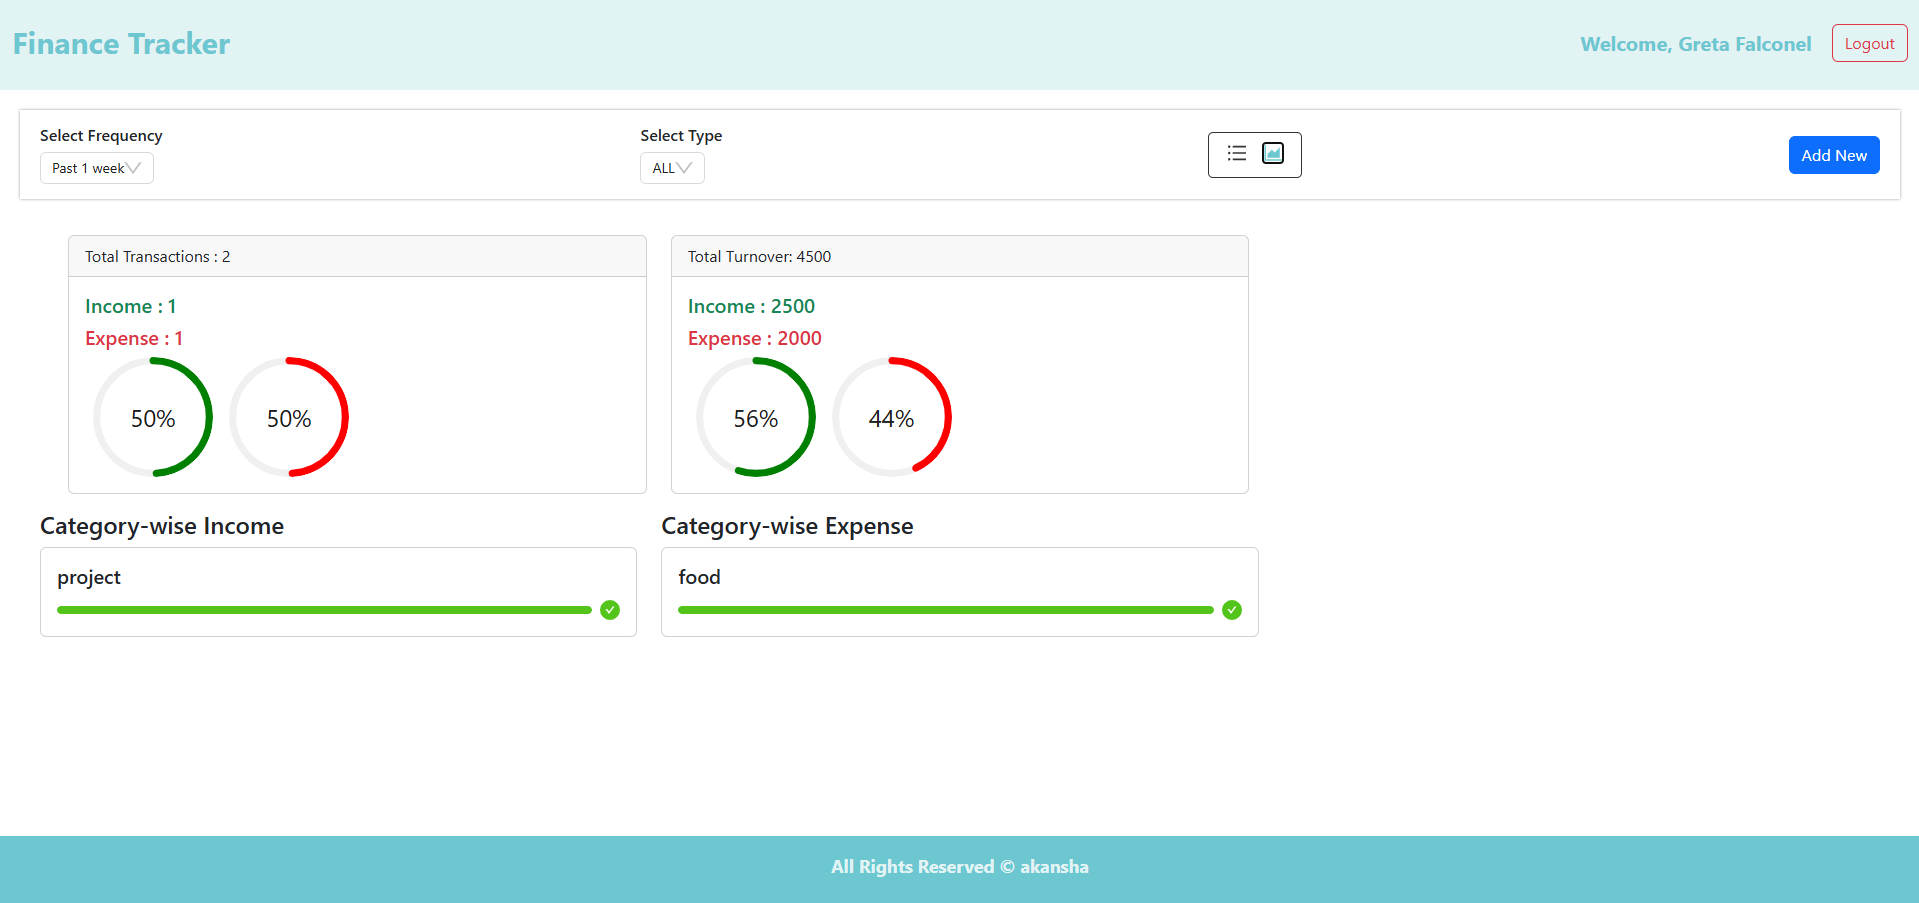 Finance Tracker
Welcome, Greta Falconel
Logout
Select Frequency
Past 1 week
Select Type
ALL
Add New
Total Transactions : 2
Income : 1
Expense : 1
50%
50%
Total Turnover: 4500
Income : 2500
Expense : 2000
56%
44%
Category-wise Income
project
Category-wise Expense
food
All Rights Reserved © akansha